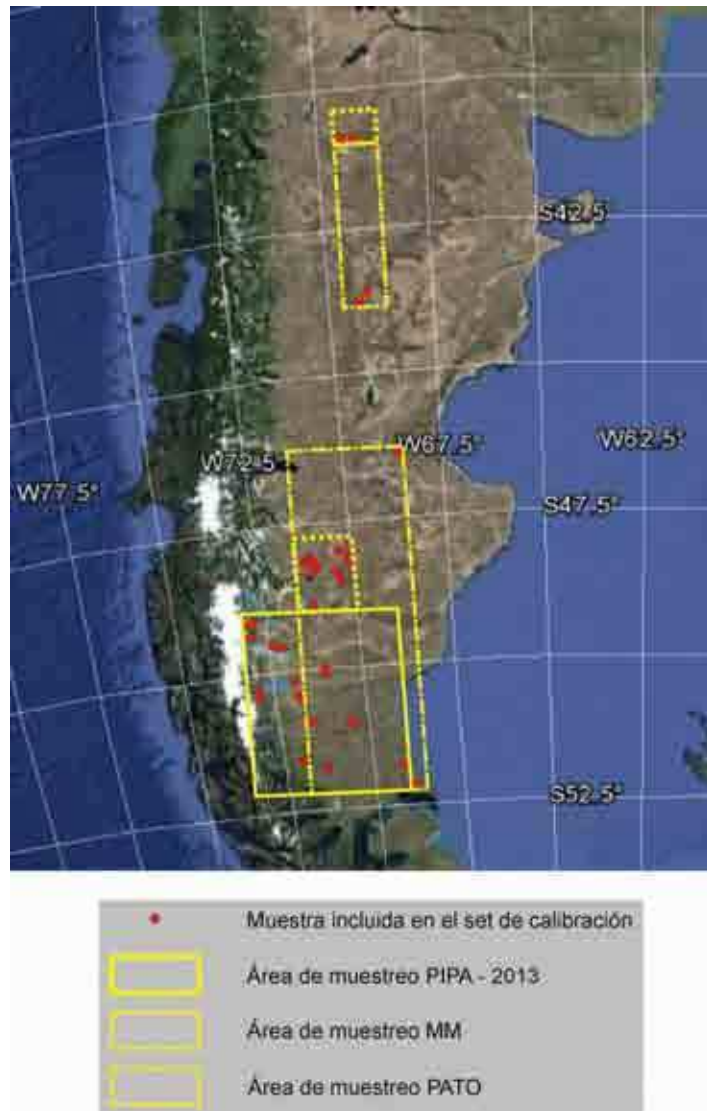 S42.5
W72.5
W67.5°
W62.5°
W77.5°
S47.5°
S52.5°
Muestra incluida en el set de calibración
Área de muestreo PIPA - 2013
Área de muestreo MM
Área de muestreo PATO